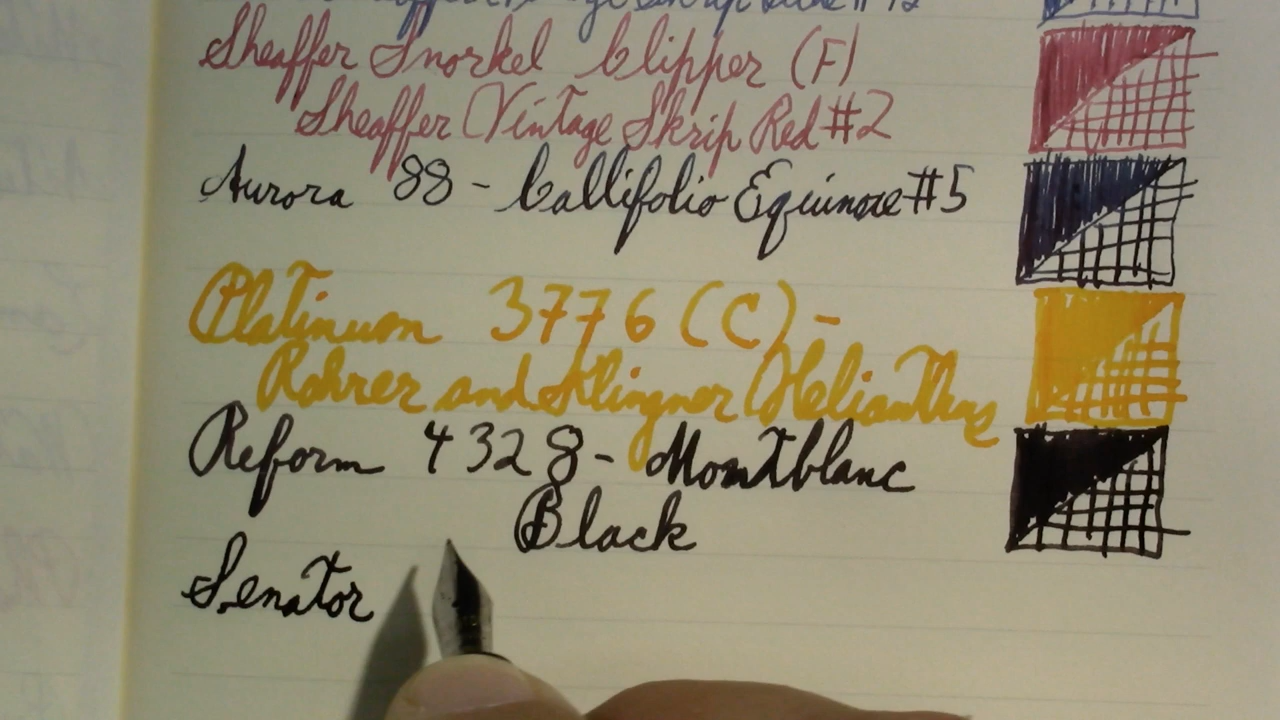 Sheaffer Snorkel Clipper (F)
Sheaffer Vintage Skrip Red #2
Aurora 88 - Callifolio Equinoxe #5
Platinum 3776 (C) -
Rohrer and Klingner Helianthus
Reform 4328 - Montblanc
Black
Senator